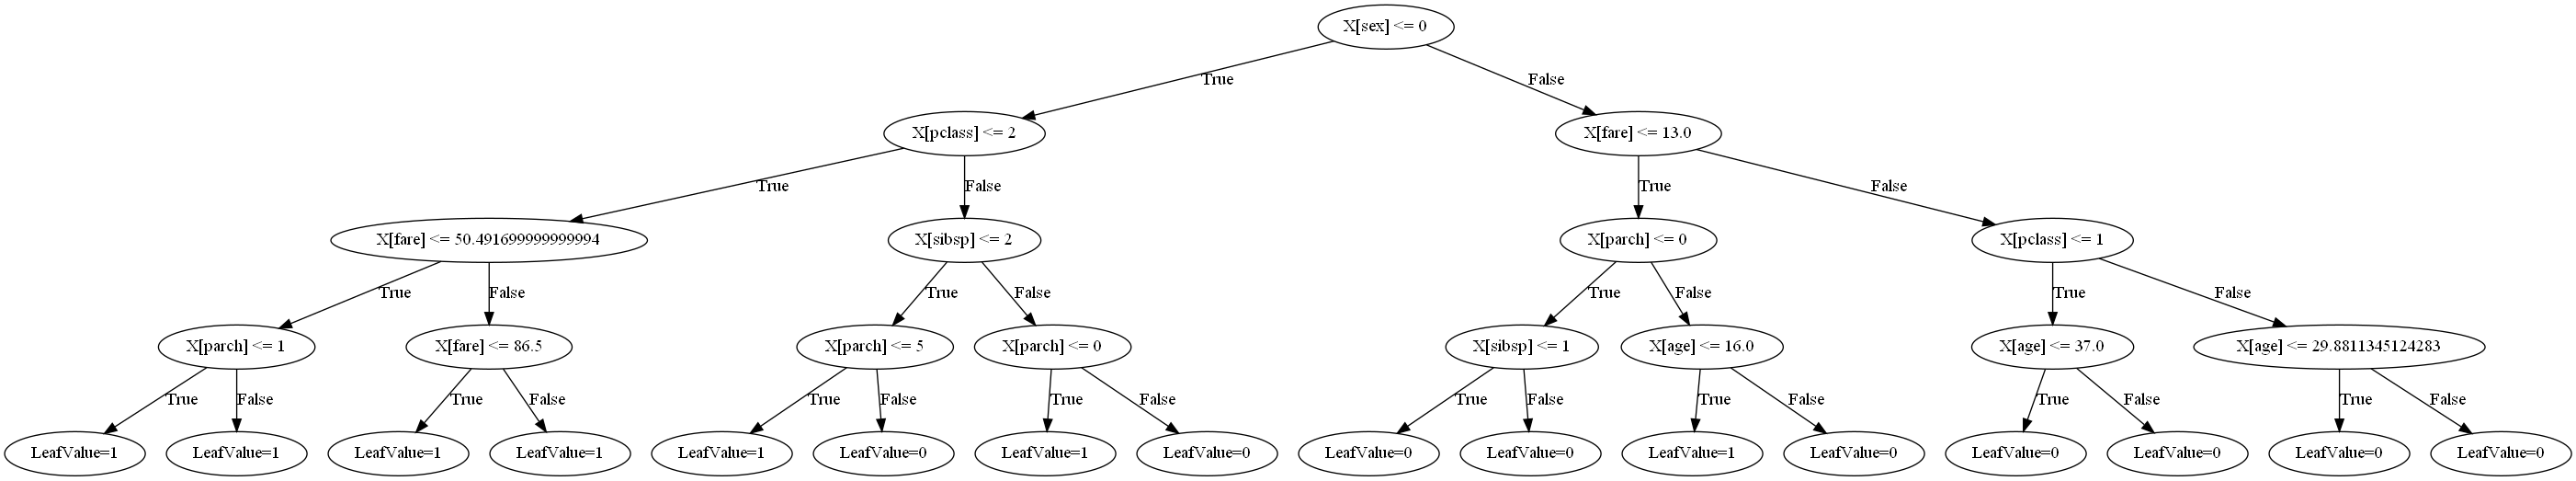 X[sex] <= 0
True
False
X[pclass] <= 2
X[fare] <= 13.0
True
False
True
False
X[fare] <= 50.491699999999994
X[sibsp] <= 2
X[parch] <= 0
X[pclass] <= 1
True
False
True
False
True
False
True
False
X[parch] <= 1
X[fare] <= 86.5
X[parch] <= 5
X[parch] <= 0
X[sibsp] <= 1
X[age] <= 16.0
X[age] <= 37.0
X[age] <= 29.8811345124283
True
False
True
False
True
False
True
False
True
False
True
False
True
False
True
False
LeafValue=1
LeafValue=1
LeafValue=1
LeafValue=1
LeafValue=1
LeafValue=0
LeafValue=1
LeafValue=0
LeafValue=0
LeafValue=0
LeafValue=1
LeafValue=0
LeafValue=0
LeafValue=0
LeafValue=0
LeafValue=0